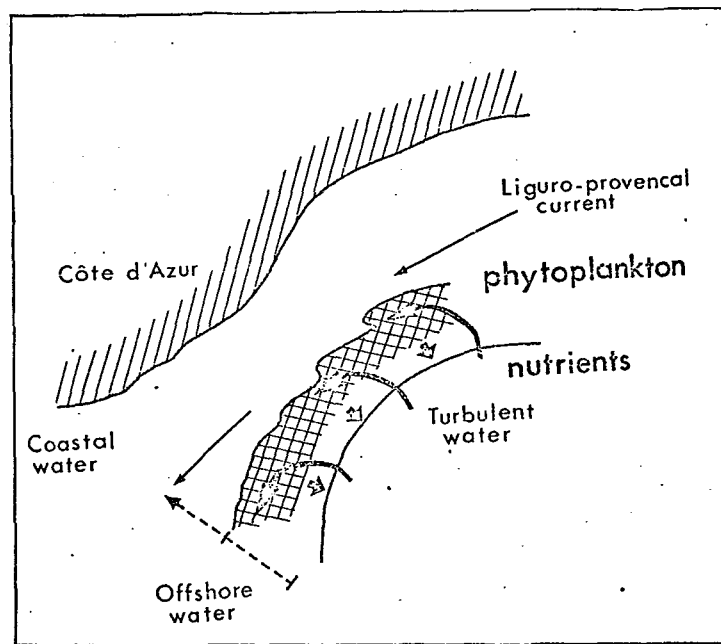 Liguro-provencal
current
Côte d'Azur
phytoplankton
nutrients
Turbulent
water
Coastal
water
Offshore
water